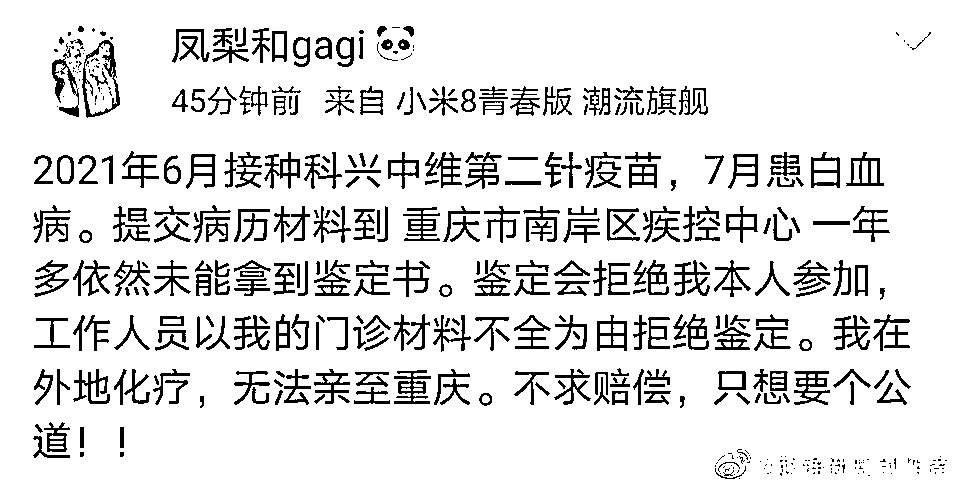 凤梨和gagi🐼
45分钟前 来自 小米8青春版 潮流旗舰
2021年6月接种科兴中维第二针疫苗，7月患白血
病。提交病历材料到 重庆市南岸区疾控中心 一年
多依然未能拿到鉴定书。鉴定会拒绝我本人参加，
工作人员以我的门诊材料不全为由拒绝鉴定。我在
外地化疗，无法亲至重庆。不求赔偿，只想要个公
道！！